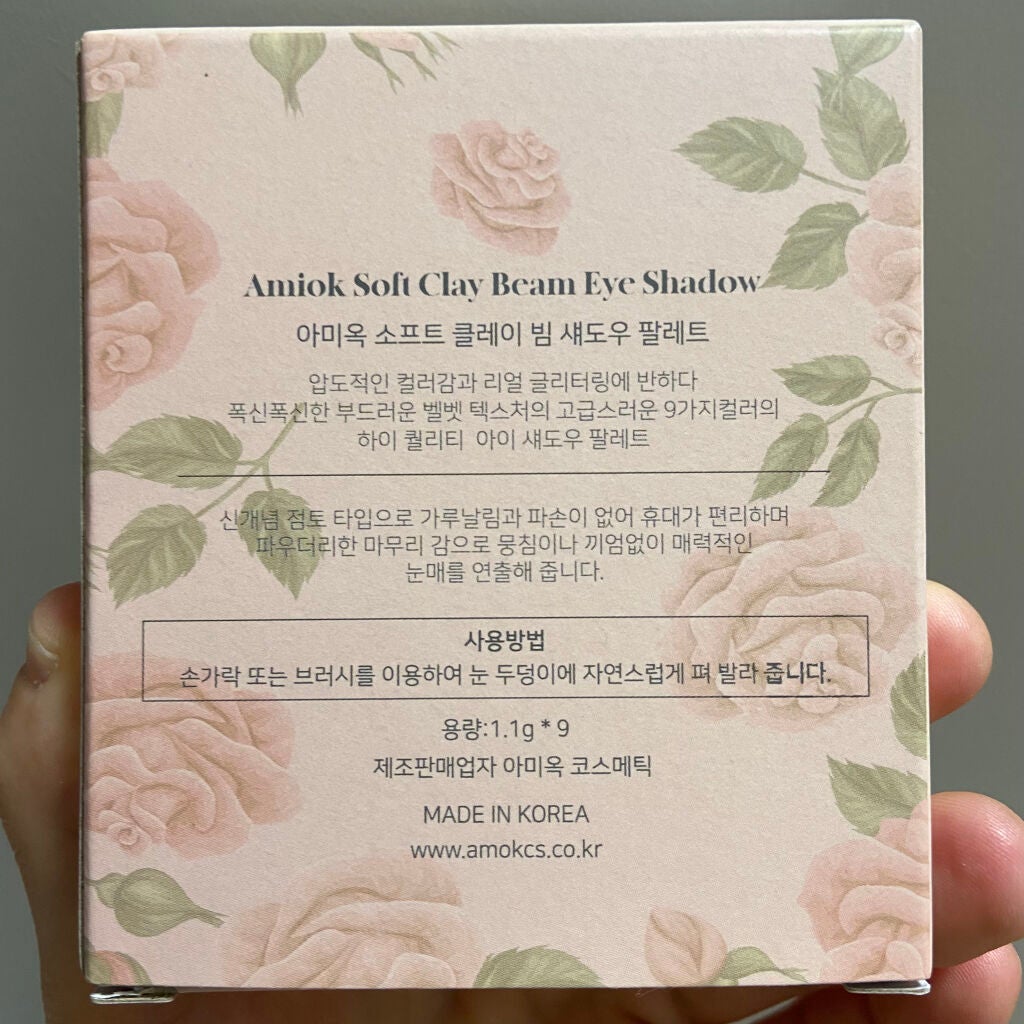 Amiok Soft Clay Beam Eye Shadow
아미옥 소프트 클레이 빔 섀도우 팔레트
압도적인 컬러감과 리얼 글리터링에 반하다
폭신폭신한 부드러운 벨벳 텍스처의 고급스러운 9가지컬러의
하이 퀄리티 아이 섀도우 팔레트
신개념 점토 타입으로 가루날림과 파손이 없어 휴대가 편리하며
파우더리한 마무리 감으로 뭉침이나 끼엄없이 매력적인
눈매를 연출해 줍니다.
사용방법
손가락 또는 브러시를 이용하여 눈 두덩이에 자연스럽게 펴 발라 줍니다.
용량:1.1g * 9
제조판매업자 아미옥 코스메틱
MADE IN KOREA
www.amokcs.co.kr